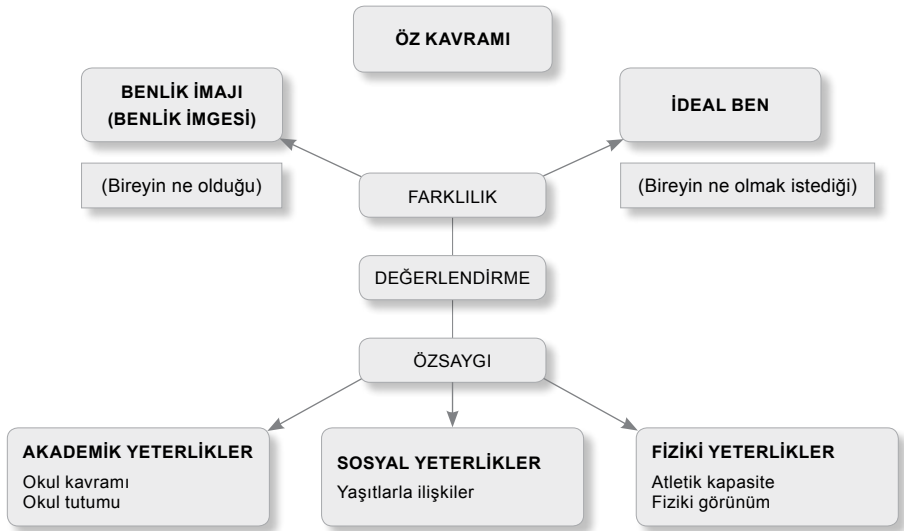 ÖZ KAVRAMI
BENLİK İMAJI
(BENLİK İMGESİ)
İDEAL BEN
(Bireyin ne olduğu)
(Bireyin ne olmak istediği)
FARKLILIK
DEĞERLENDİRME
ÖZSAYGI
AKADEMİK YETERLİKLER
Okul kavramı
Okul tutumu
SOSYAL YETERLİKLER
Yaşıtlarla ilişkiler
FİZİKİ YETERLİKLER
Atletik kapasite
Fiziki görünüm